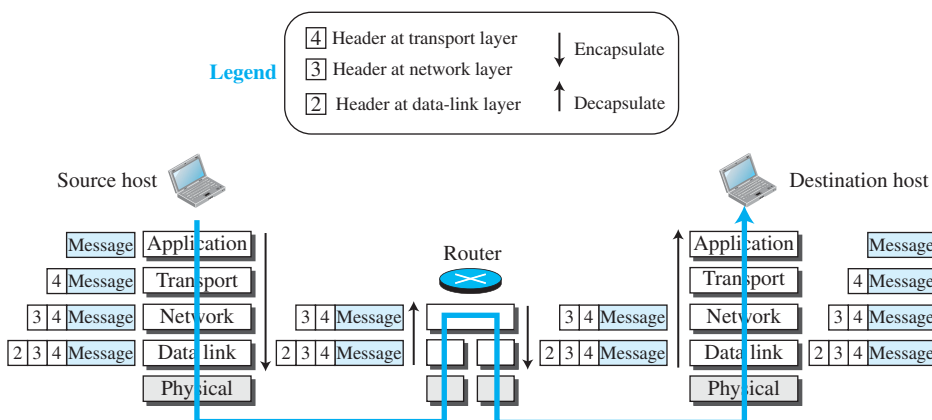 Legend
4 Header at transport layer
3 Header at network layer
2 Header at data-link layer
Encapsulate
Decapsulate
Source host
Destination host
Router
Message Application
4 Message Transport
3 4 Message Network
2 3 4 Message Data link
Physical
3 4 Message
2 3 4 Message
3 4 Message
2 3 4 Message
Application Message
Transport 4 Message
Network 3 4 Message
Data link 2 3 4 Message
Physical